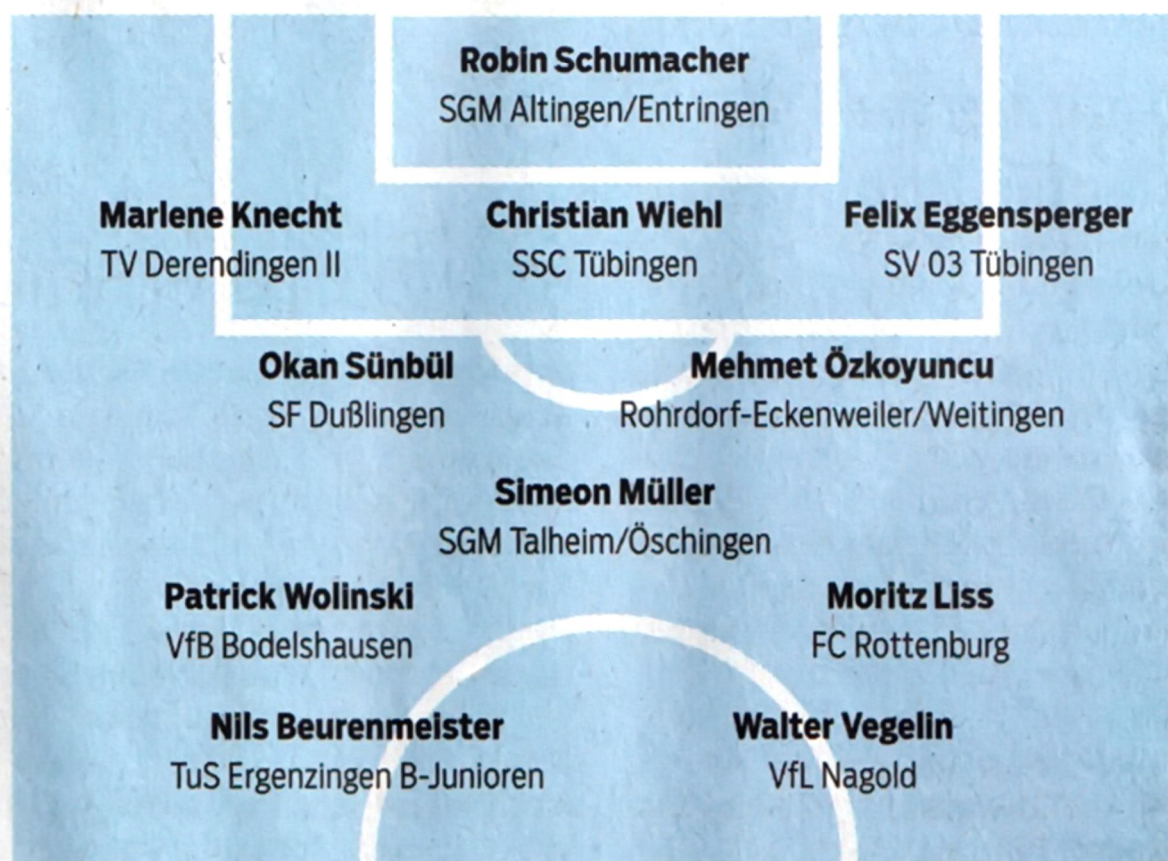 Robin Schumacher
SGM Altingen/Entringen
Marlene Knecht
TV Derendingen II
Christian Wiehl
SSC Tübingen
Felix Eggensperger
SV 03 Tübingen
Okan Sünbül
SF Dußlingen
Mehmet Özkoyuncu
Rohrdorf-Eckenweiler/Weitingen
Simeon Müller
SGM Talheim/Öschingen
Patrick Wolinski
VfB Bodelshausen
Moritz Liss
FC Rottenburg
Nils Beurenmeister
TuS Ergenzingen B-Junioren
Walter Vegelin
VfL Nagold